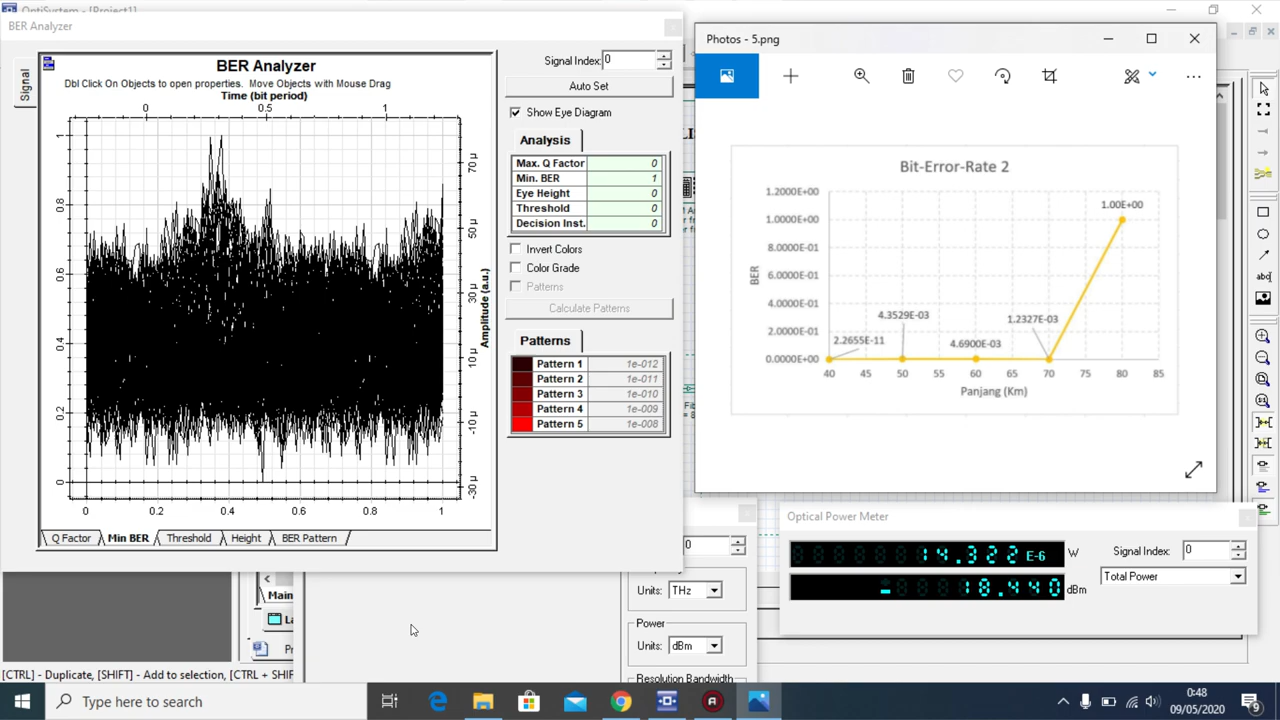 OptiSystem - [Project1]
BER Analyzer
Signal
BER Analyzer
Dbl Click On Objects to open properties. Move Objects with Mouse Drag
Time (bit period)
0 0.5 1
1
0.8
0.6
0.4
0.2
0
70 µ
50 µ
30 µ
10 µ
-10 µ
-30 µ
Amplitude (a.u.)
0 0.2 0.4 0.6 0.8 1
Q Factor Min BER Threshold Height BER Pattern
Signal Index: 0
Auto Set
Show Eye Diagram
Analysis
Max. Q Factor 0
Min. BER 1
Eye Height 0
Threshold 0
Decision Inst. 0
Invert Colors
Color Grade
Patterns
Calculate Patterns
Patterns
Pattern 1 1e-012
Pattern 2 1e-011
Pattern 3 1e-010
Pattern 4 1e-009
Pattern 5 1e-008
Photos - 5.png
Bit-Error-Rate 2
1.2000E+00
1.0000E+00
8.0000E-01
6.0000E-01
4.0000E-01
2.0000E-01
0.0000E+00
BER
2.2655E-11
4.3529E-03
4.6900E-03
1.2327E-03
1.00E+00
40 45 50 55 60 65 70 75 80 85
Panjang (Km)
abc
Optical Power Meter
14.322 E-6 W
-18.440 dBm
Signal Index: 0
Total Power
0
Units: THz
Power
Units: dBm
Resolution Bandwidth
Main
La
Pr
[CTRL] - Duplicate, [SHIFT] - Add to selection, [CTRL + SHIF
Type here to search
0:48
09/05/2020
9